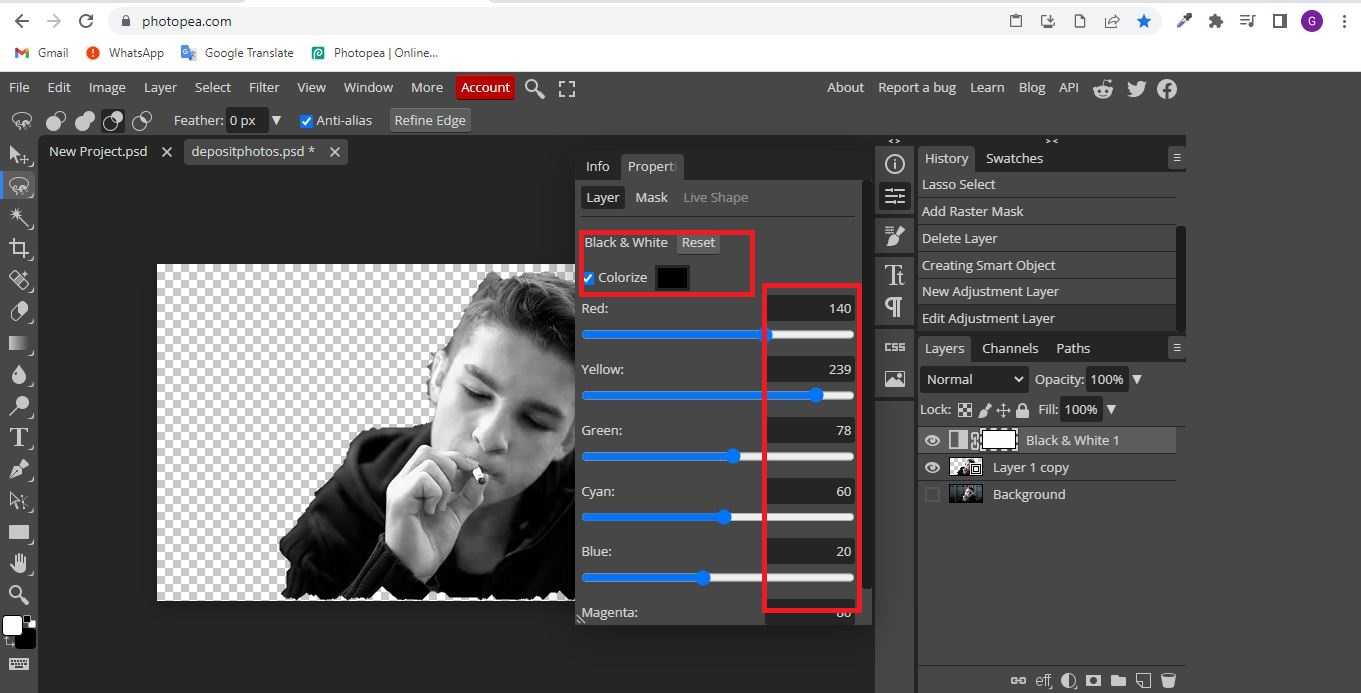 photopea.com
G
Gmail WhatsApp Google Translate Photopea | Online...
File Edit Image Layer Select Filter View Window More Account About Report a bug Learn Blog API
Feather: 0 px Anti-alias Refine Edge
New Project.psd depositphotos.psd *
Info Properti
Layer Mask Live Shape
Black & White Reset
Colorize
Red: 140
Yellow: 239
Green: 78
Cyan: 60
Blue: 20
Magenta: 80
CSS
History Swatches
Lasso Select
Add Raster Mask
Delete Layer
Creating Smart Object
New Adjustment Layer
Edit Adjustment Layer
Layers Channels Paths
Normal Opacity: 100%
Lock: Fill: 100%
Black & White 1
Layer 1 copy
Background
eff